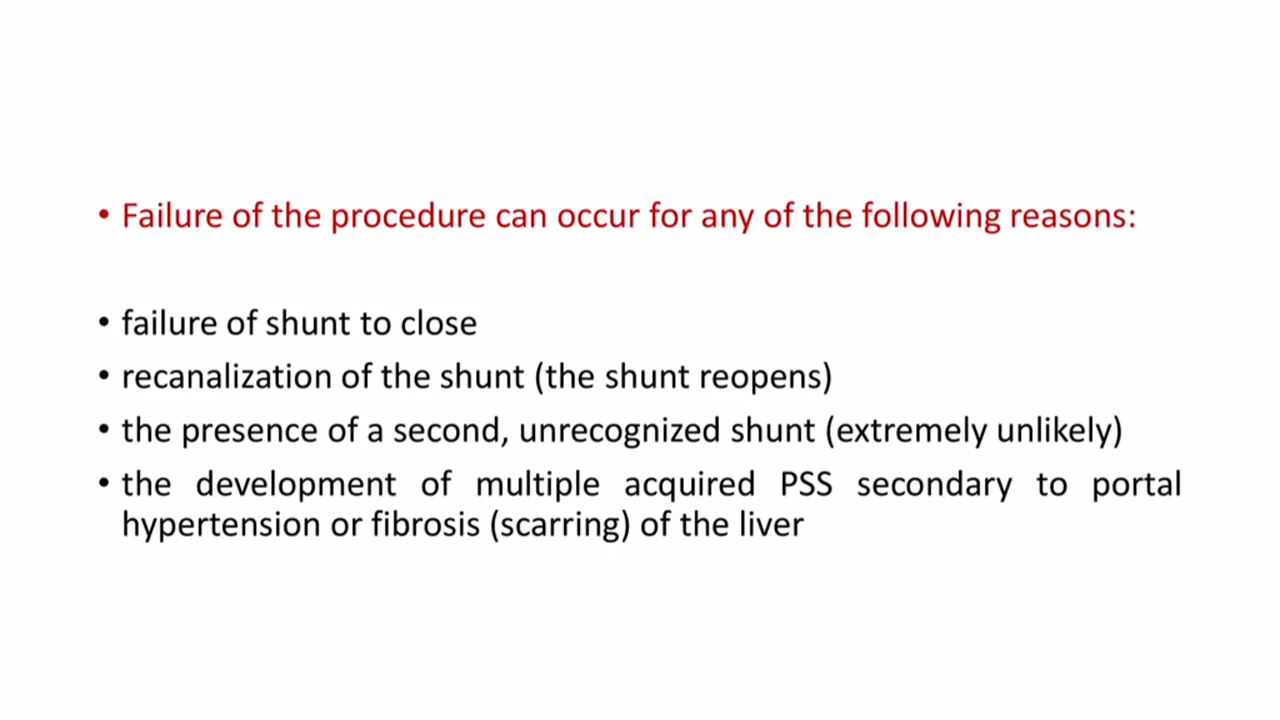 • Failure of the procedure can occur for any of the following reasons:
• failure of shunt to close
• recanalization of the shunt (the shunt reopens)
• the presence of a second, unrecognized shunt (extremely unlikely)
• the development of multiple acquired PSS secondary to portal
hypertension or fibrosis (scarring) of the liver